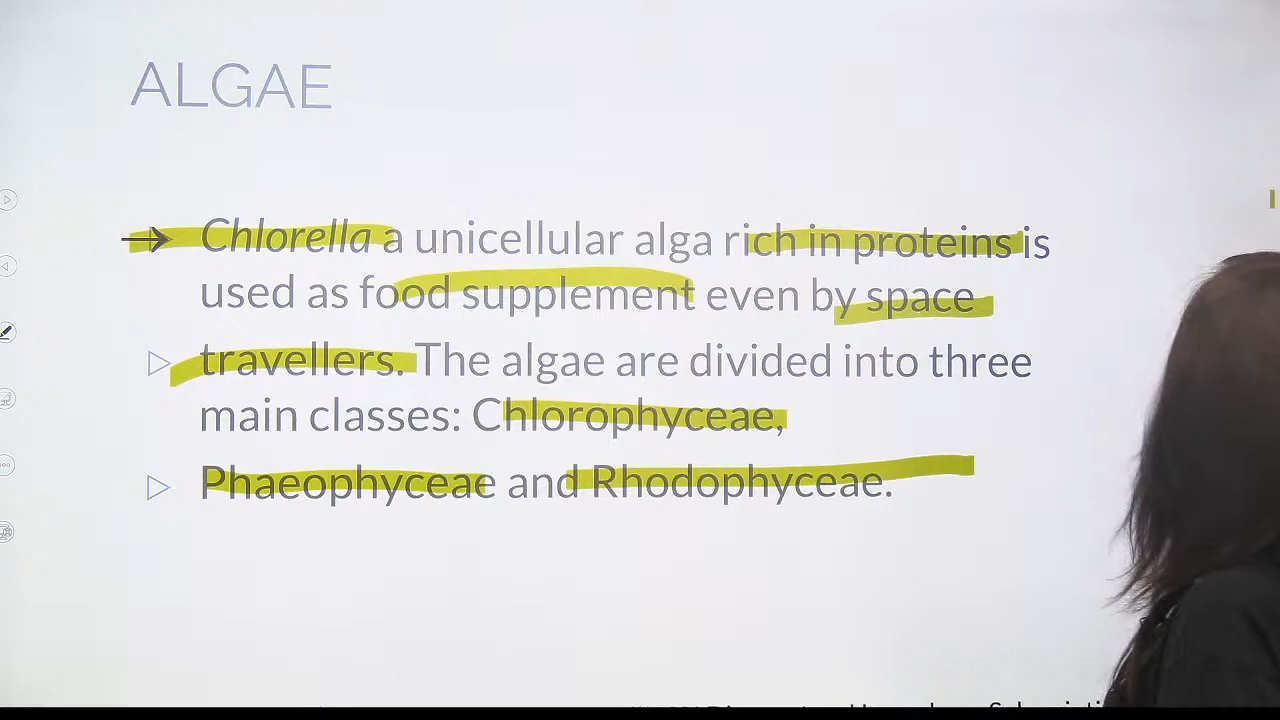 ALGAE
Chlorella a unicellular alga rich in proteins is
used as food supplement even by space
travellers. The algae are divided into three
main classes: Chlorophyceae,
Phaeophyceae and Rhodophyceae.